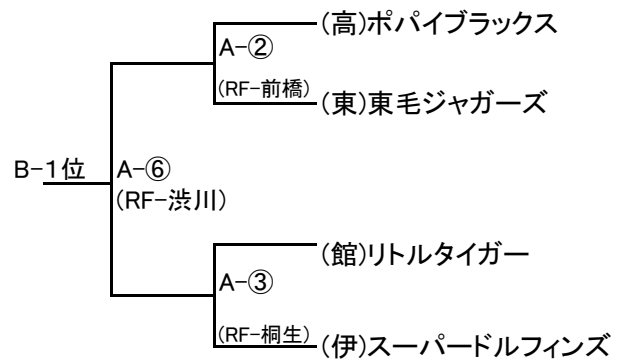 (高)ポパイブラックス
A-②
(RF-前橋)
(東)東毛ジャガーズ
B-1位
A-⑥
(RF-渋川)
(館)リトルタイガー
A-③
(RF-桐生)
(伊)スーパードルフィンズ